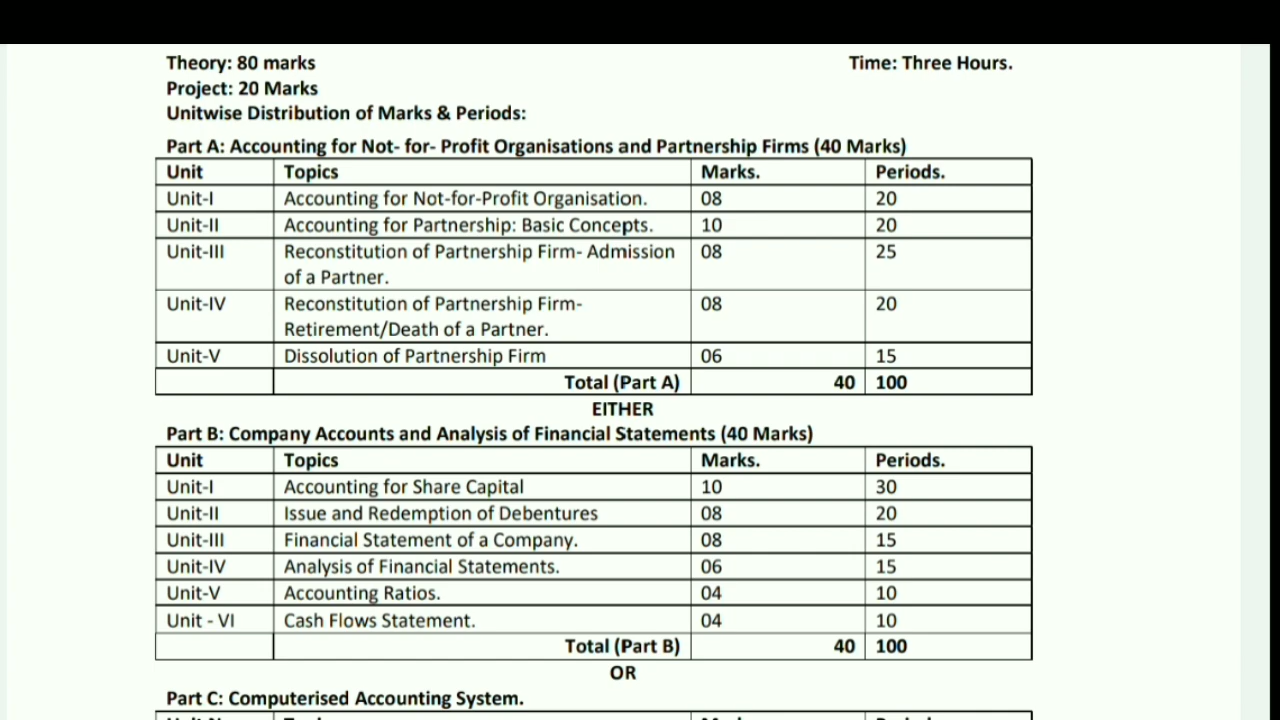 Theory: 80 marks Time: Three Hours.
Project: 20 Marks
Unitwise Distribution of Marks & Periods:
Part A: Accounting for Not- for- Profit Organisations and Partnership Firms (40 Marks)
Unit Topics Marks. Periods.
Unit-I Accounting for Not-for-Profit Organisation. 08 20
Unit-II Accounting for Partnership: Basic Concepts. 10 20
Unit-III Reconstitution of Partnership Firm- Admission 08 25
of a Partner.
Unit-IV Reconstitution of Partnership Firm- 08 20
Retirement/Death of a Partner.
Unit-V Dissolution of Partnership Firm 06 15
Total (Part A) 40 100
EITHER
Part B: Company Accounts and Analysis of Financial Statements (40 Marks)
Unit Topics Marks. Periods.
Unit-I Accounting for Share Capital 10 30
Unit-II Issue and Redemption of Debentures 08 20
Unit-III Financial Statement of a Company. 08 15
Unit-IV Analysis of Financial Statements. 06 15
Unit-V Accounting Ratios. 04 10
Unit - VI Cash Flows Statement. 04 10
Total (Part B) 40 100
OR
Part C: Computerised Accounting System.